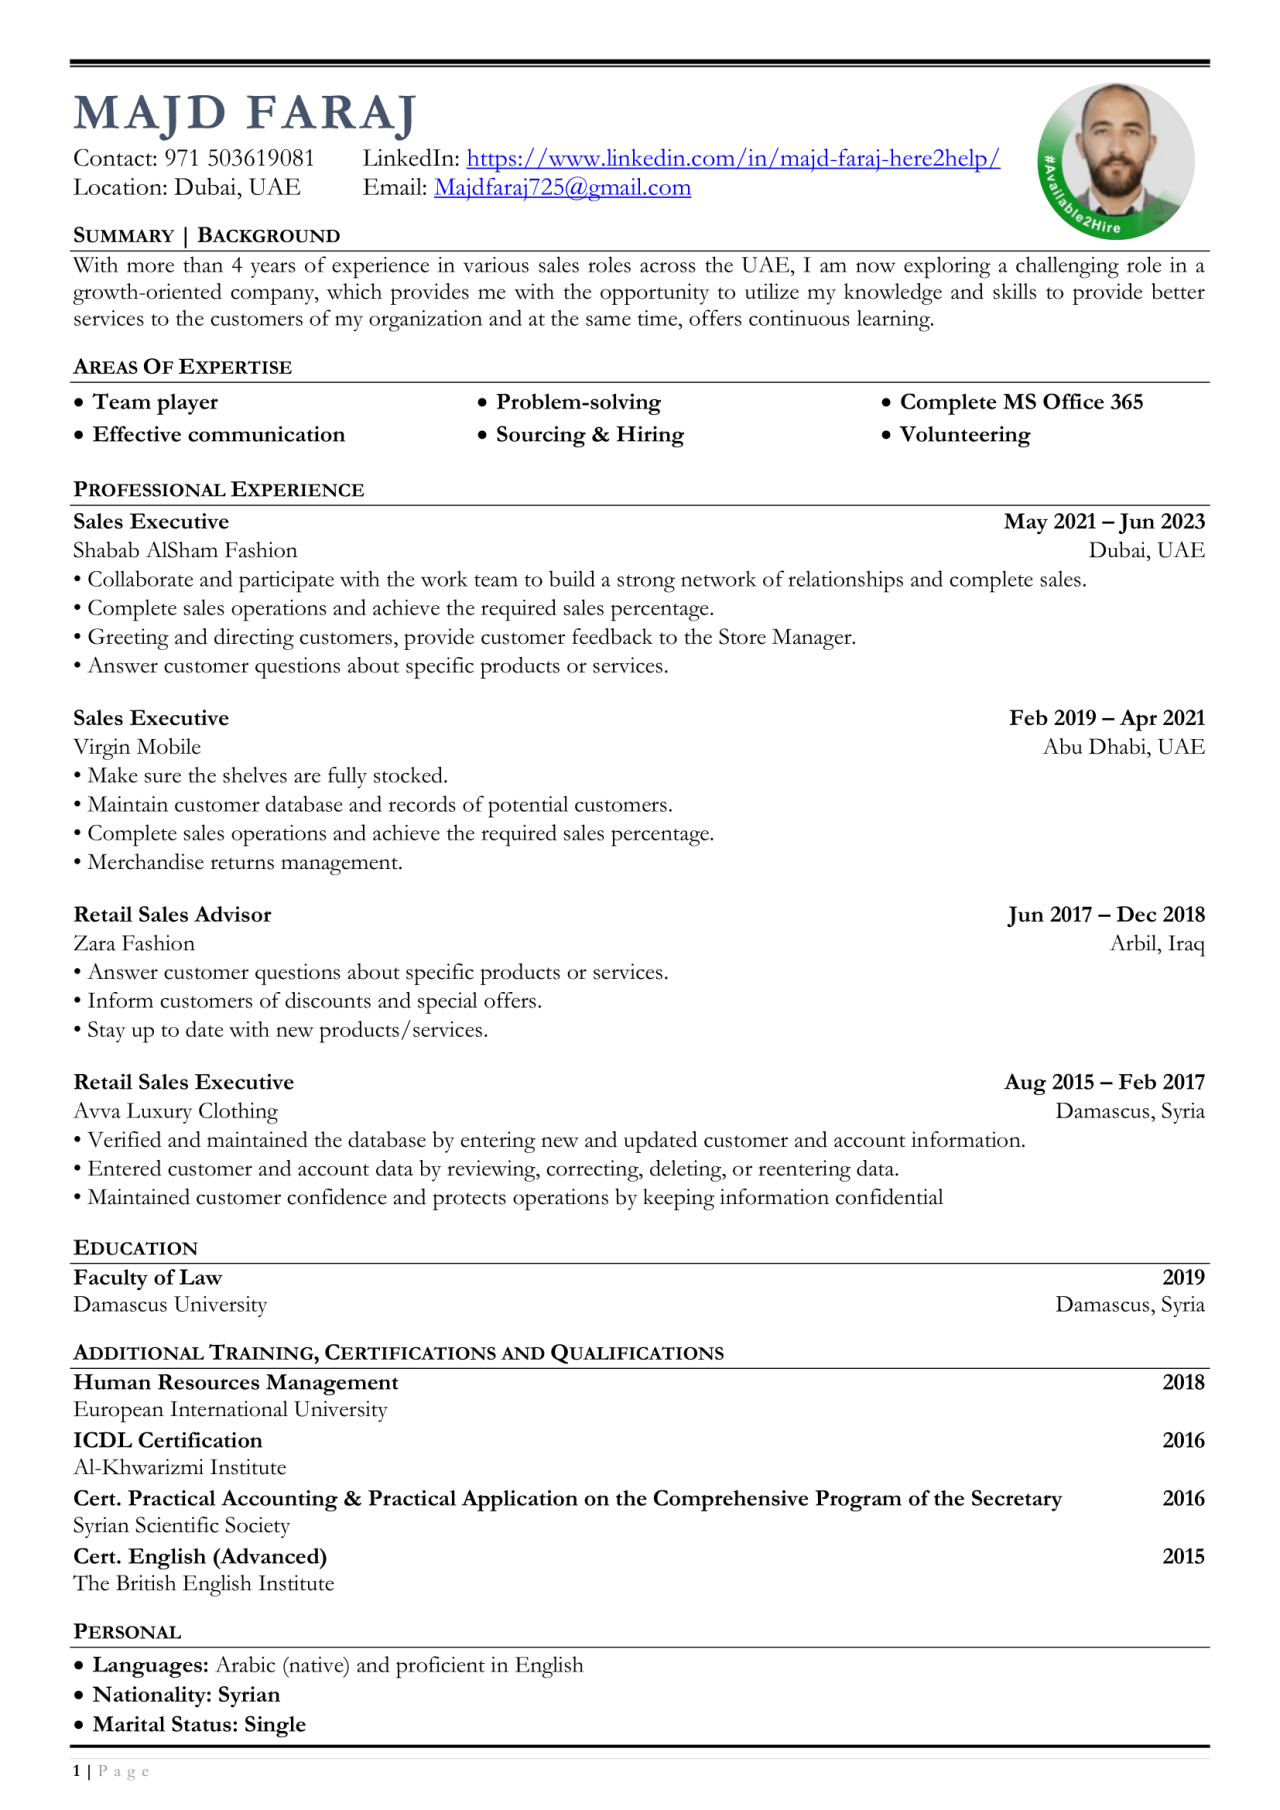 MAJD FARAJ
Contact: 971 503619081 LinkedIn: https://www.linkedin.com/in/majd-faraj-here2help/
Location: Dubai, UAE Email: Majdfaraj725@gmail.com
#Available2Hire
SUMMARY | BACKGROUND
With more than 4 years of experience in various sales roles across the UAE, I am now exploring a challenging role in a
growth-oriented company, which provides me with the opportunity to utilize my knowledge and skills to provide better
services to the customers of my organization and at the same time, offers continuous learning.
AREAS OF EXPERTISE
• Team player • Problem-solving • Complete MS Office 365
• Effective communication • Sourcing & Hiring • Volunteering
PROFESSIONAL EXPERIENCE
Sales Executive May 2021 – Jun 2023
Shabab AlSham Fashion Dubai, UAE
• Collaborate and participate with the work team to build a strong network of relationships and complete sales.
• Complete sales operations and achieve the required sales percentage.
• Greeting and directing customers, provide customer feedback to the Store Manager.
• Answer customer questions about specific products or services.
Sales Executive Feb 2019 – Apr 2021
Virgin Mobile Abu Dhabi, UAE
• Make sure the shelves are fully stocked.
• Maintain customer database and records of potential customers.
• Complete sales operations and achieve the required sales percentage.
• Merchandise returns management.
Retail Sales Advisor Jun 2017 – Dec 2018
Zara Fashion Arbil, Iraq
• Answer customer questions about specific products or services.
• Inform customers of discounts and special offers.
• Stay up to date with new products/services.
Retail Sales Executive Aug 2015 – Feb 2017
Avva Luxury Clothing Damascus, Syria
• Verified and maintained the database by entering new and updated customer and account information.
• Entered customer and account data by reviewing, correcting, deleting, or reentering data.
• Maintained customer confidence and protects operations by keeping information confidential
EDUCATION
Faculty of Law 2019
Damascus University Damascus, Syria
ADDITIONAL TRAINING, CERTIFICATIONS AND QUALIFICATIONS
Human Resources Management 2018
European International University
ICDL Certification 2016
Al-Khwarizmi Institute
Cert. Practical Accounting & Practical Application on the Comprehensive Program of the Secretary 2016
Syrian Scientific Society
Cert. English (Advanced) 2015
The British English Institute
PERSONAL
• Languages: Arabic (native) and proficient in English
• Nationality: Syrian
• Marital Status: Single
1 | Page